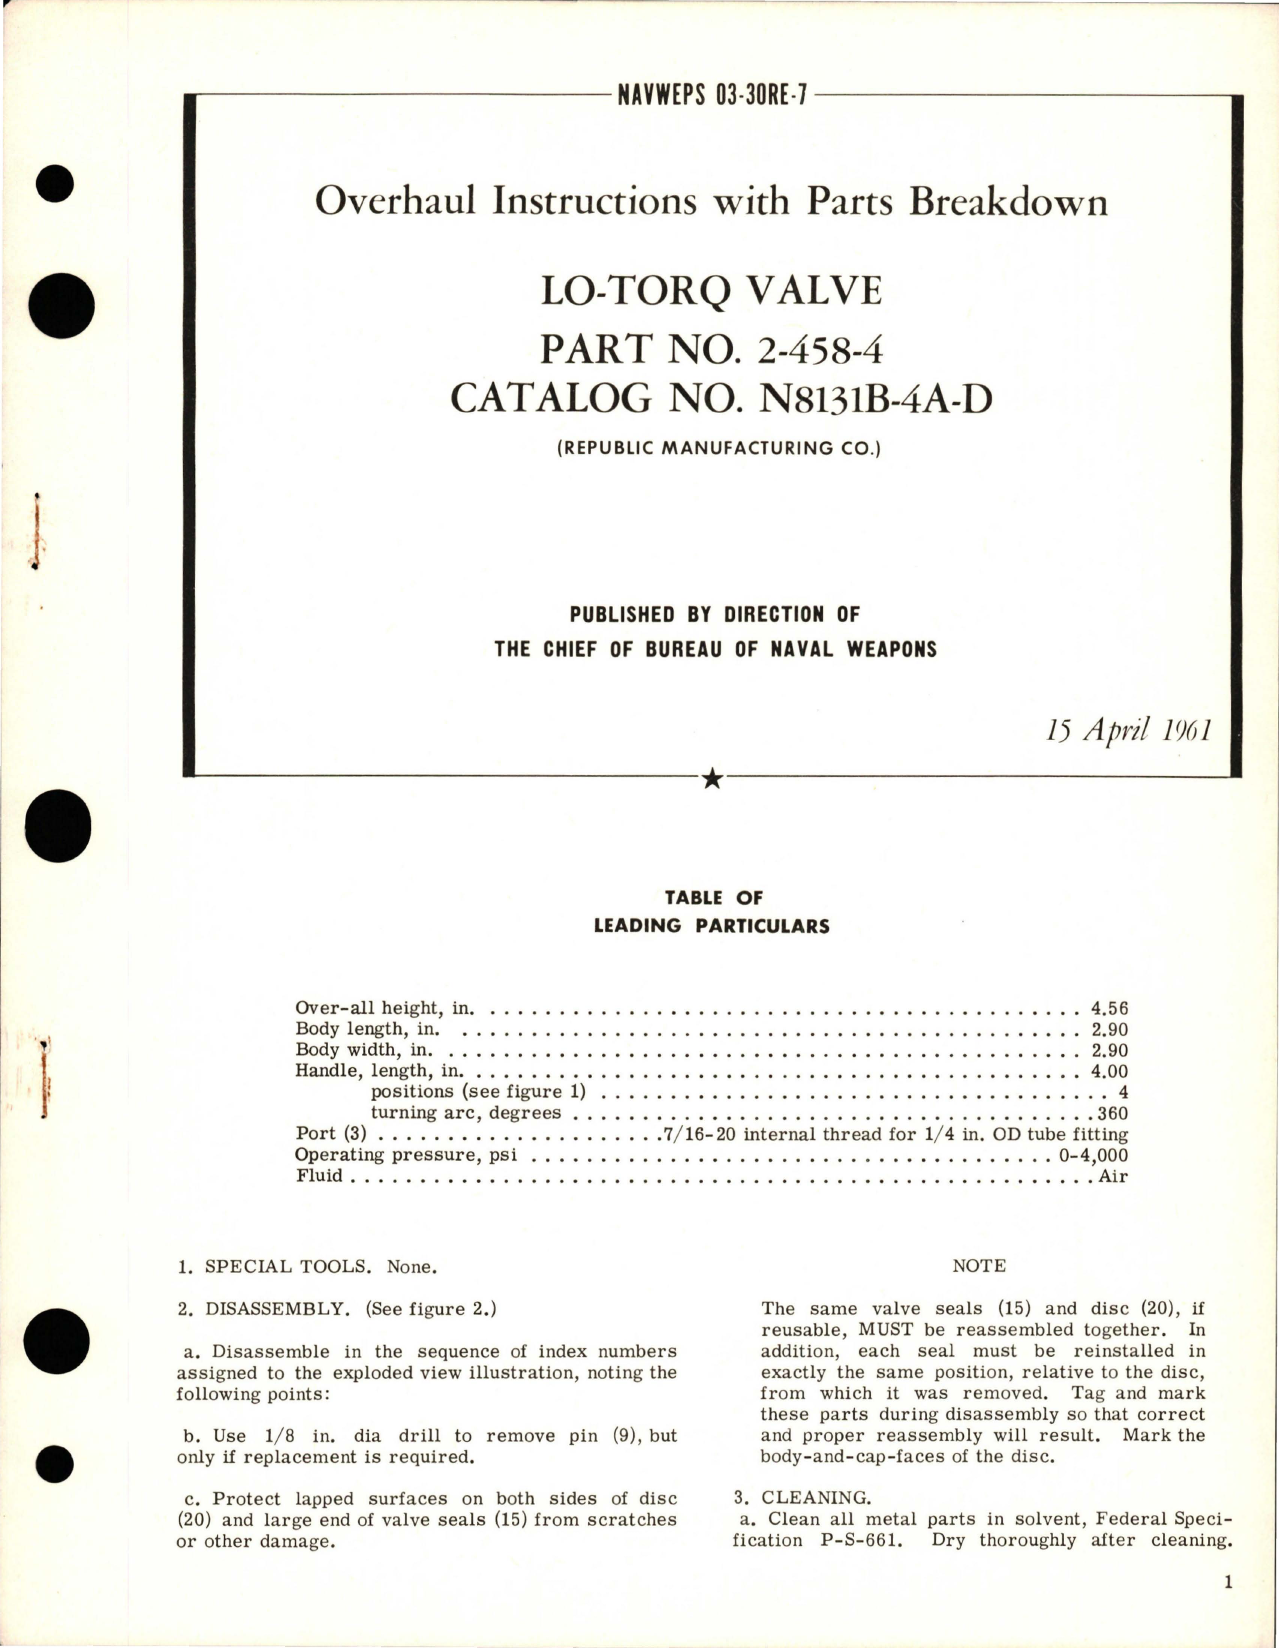 NAVWEPS 03-30RE-7
Overhaul Instructions with Parts Breakdown
LO-TORQ VALVE
PART NO. 2-458-4
CATALOG NO. N8131B-4A-D
(REPUBLIC MANUFACTURING CO.)
PUBLISHED BY DIRECTION OF
THE CHIEF OF BUREAU OF NAVAL WEAPONS
15 April 1961
TABLE OF
LEADING PARTICULARS
Over-all height, in. . . . . . . . . . . . . . . . . . . . . . . . . . . . . . . . . . . . . . . . . . . . 4.56
Body length, in. . . . . . . . . . . . . . . . . . . . . . . . . . . . . . . . . . . . . . . . . . . . . . 2.90
Body width, in. . . . . . . . . . . . . . . . . . . . . . . . . . . . . . . . . . . . . . . . . . . . . . . 2.90
Handle, length, in. . . . . . . . . . . . . . . . . . . . . . . . . . . . . . . . . . . . . . . . . . . . . 4.00
positions (see figure 1) . . . . . . . . . . . . . . . . . . . . . . . . . . . . . . . . . . . . . 4
turning arc, degrees . . . . . . . . . . . . . . . . . . . . . . . . . . . . . . . . . . . . . . 360
Port (3) . . . . . . . . . . . . . . . . . . . . . 7/16-20 internal thread for 1/4 in. OD tube fitting
Operating pressure, psi . . . . . . . . . . . . . . . . . . . . . . . . . . . . . . . . . . . . . . 0-4,000
Fluid . . . . . . . . . . . . . . . . . . . . . . . . . . . . . . . . . . . . . . . . . . . . . . . . . . . . . . Air
1. SPECIAL TOOLS. None.
2. DISASSEMBLY. (See figure 2.)
a. Disassemble in the sequence of index numbers
assigned to the exploded view illustration, noting the
following points:
b. Use 1/8 in. dia drill to remove pin (9), but
only if replacement is required.
c. Protect lapped surfaces on both sides of disc
(20) and large end of valve seals (15) from scratches
or other damage.
NOTE
The same valve seals (15) and disc (20), if
reusable, MUST be reassembled together. In
addition, each seal must be reinstalled in
exactly the same position, relative to the disc,
from which it was removed. Tag and mark
these parts during disassembly so that correct
and proper reassembly will result. Mark the
body-and-cap-faces of the disc.
3. CLEANING.
a. Clean all metal parts in solvent, Federal Speci-
fication P-S-661. Dry thoroughly after cleaning.
1